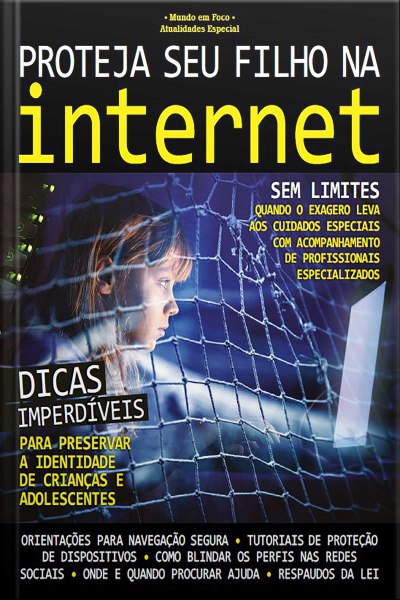 • Mundo em Foco •
Atualidades Especial
PROTEJA SEU FILHO NA
internet
SEM LIMITES
QUANDO O EXAGERO LEVA
AOS CUIDADOS ESPECIAIS
COM ACOMPANHAMENTO
DE PROFISSIONAIS
ESPECIALIZADOS
DICAS
IMPERDÍVEIS
PARA PRESERVAR
A IDENTIDADE
DE CRIANÇAS E
ADOLESCENTES
ORIENTAÇÕES PARA NAVEGAÇÃO SEGURA • TUTORIAIS DE PROTEÇÃO
DE DISPOSITIVOS • COMO BLINDAR OS PERFIS NAS REDES
SOCIAIS • ONDE E QUANDO PROCURAR AJUDA • RESPAUDOS DA LEI